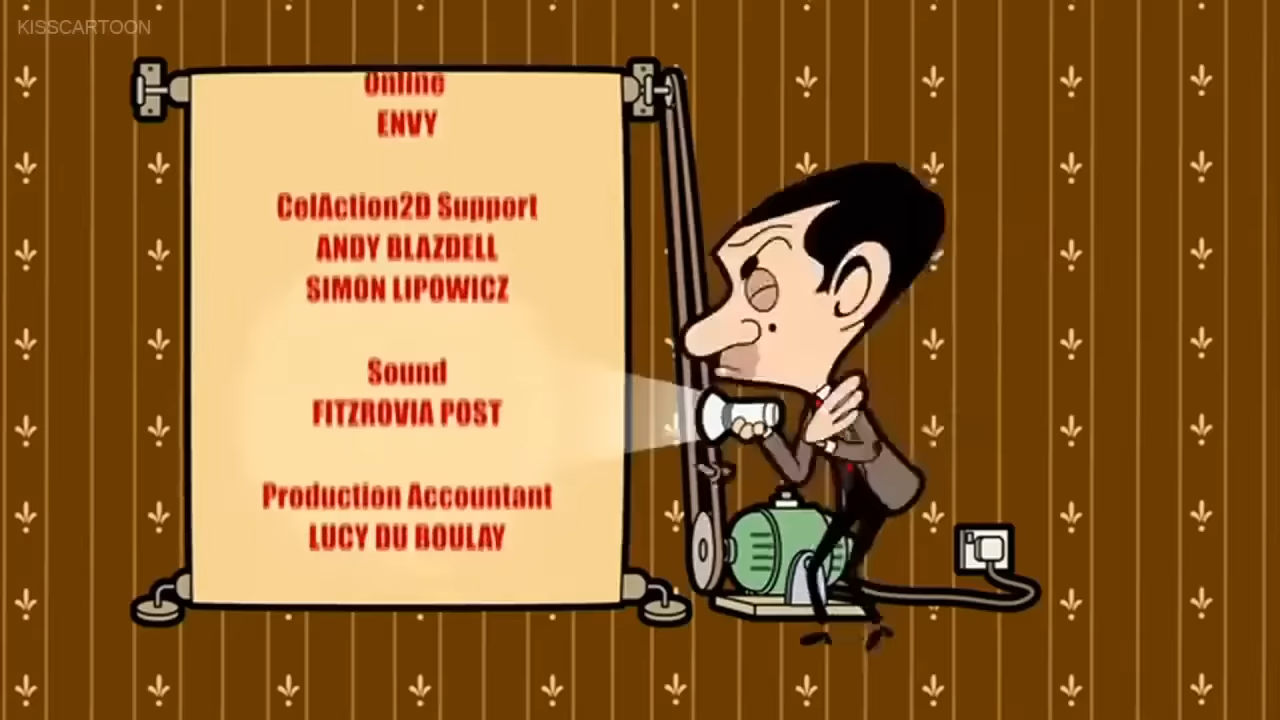 KISSCARTOON
Online
ENVY
CelAction2D Support
ANDY BLAZDELL
SIMON LIPOWICZ
Sound
FITZROVIA POST
Production Accountant
LUCY DU BOULAY